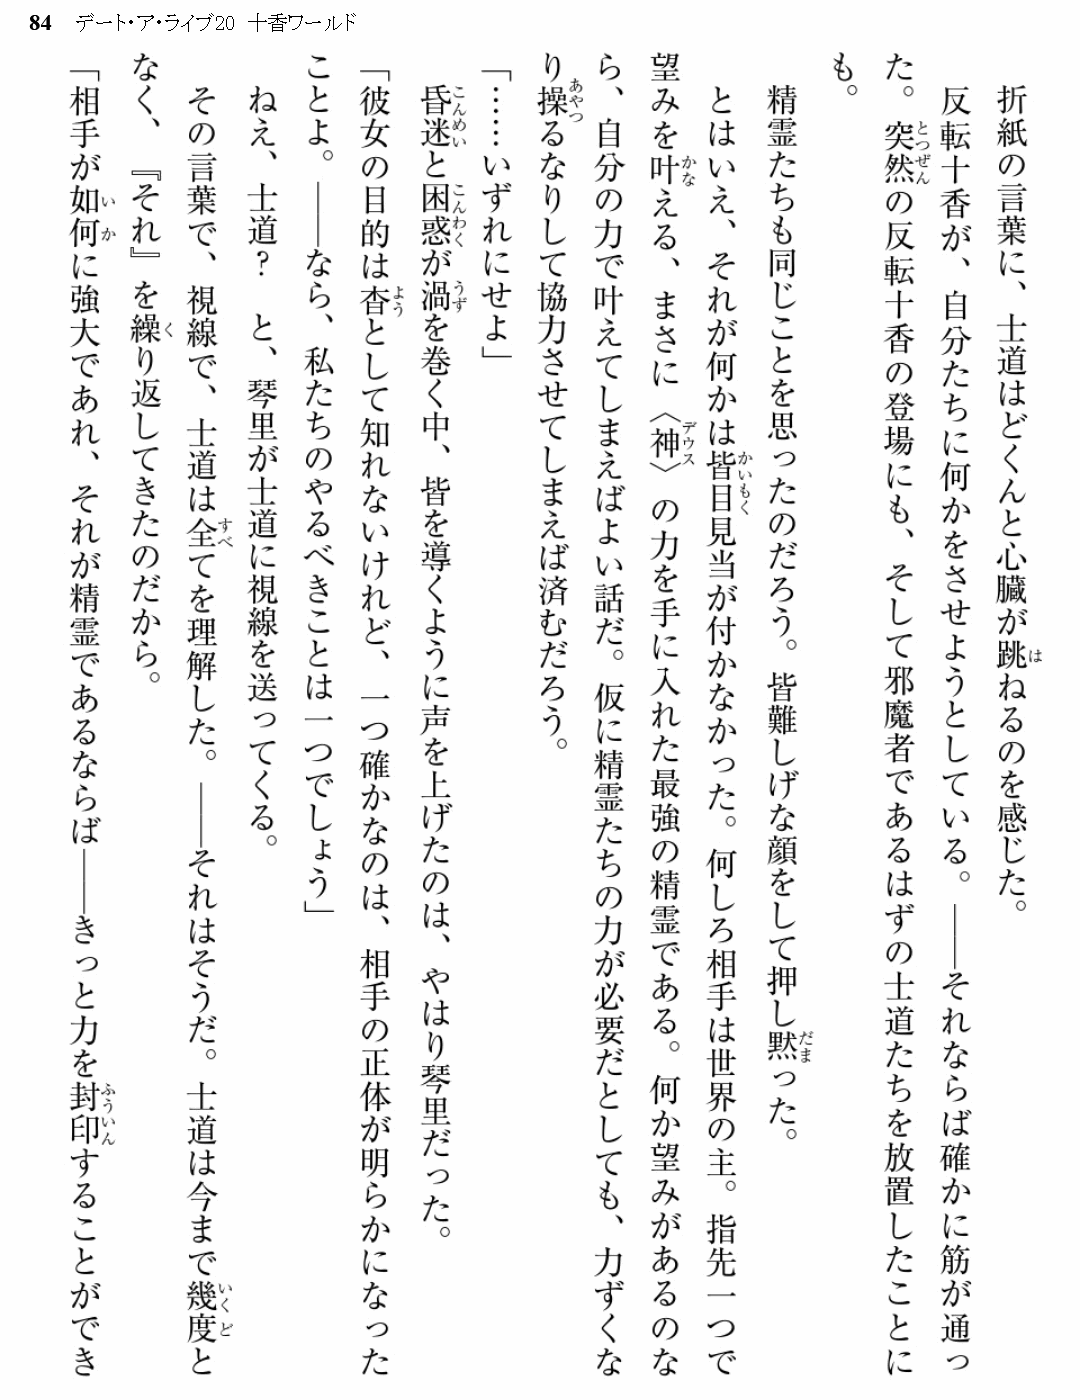 84 デート・ア・ライブ20 十香ワールド
折紙の言葉に、士道はどくんと心臓が跳ねるのを感じた。
反転十香が、自分たちに何かをさせようとしている。――それならば確かに筋が通っ
た。突然の反転十香の登場にも、そして邪魔者であるはずの士道たちを放置したことに
も。
精霊たちも同じことを思ったのだろう。皆難しげな顔をして押し黙った。
とはいえ、それが何かは皆目見当が付かなかった。何しろ相手は世界の主。指先一つで
望みを叶える、まさに〈神〉の力を手に入れた最強の精霊である。何か望みがあるのな
ら、自分の力で叶えてしまえばよい話だ。仮に精霊たちの力が必要だとしても、力ずくな
り操るなりして協力させてしまえば済むだろう。
「……いずれにせよ」
昏迷と困惑が渦を巻く中、皆を導くように声を上げたのは、やはり琴里だった。
「彼女の目的は杳として知れないけれど、一つ確かなのは、相手の正体が明らかになった
ことよ。――なら、私たちのやるべきことは一つでしょう」
ねえ、士道? と、琴里が士道に視線を送ってくる。
その言葉で、視線で、士道は全てを理解した。――それはそうだ。士道は今まで幾度と
なく、『それ』を繰り返してきたのだから。
「相手が如何に強大であれ、それが精霊であるならば――きっと力を封印することができ